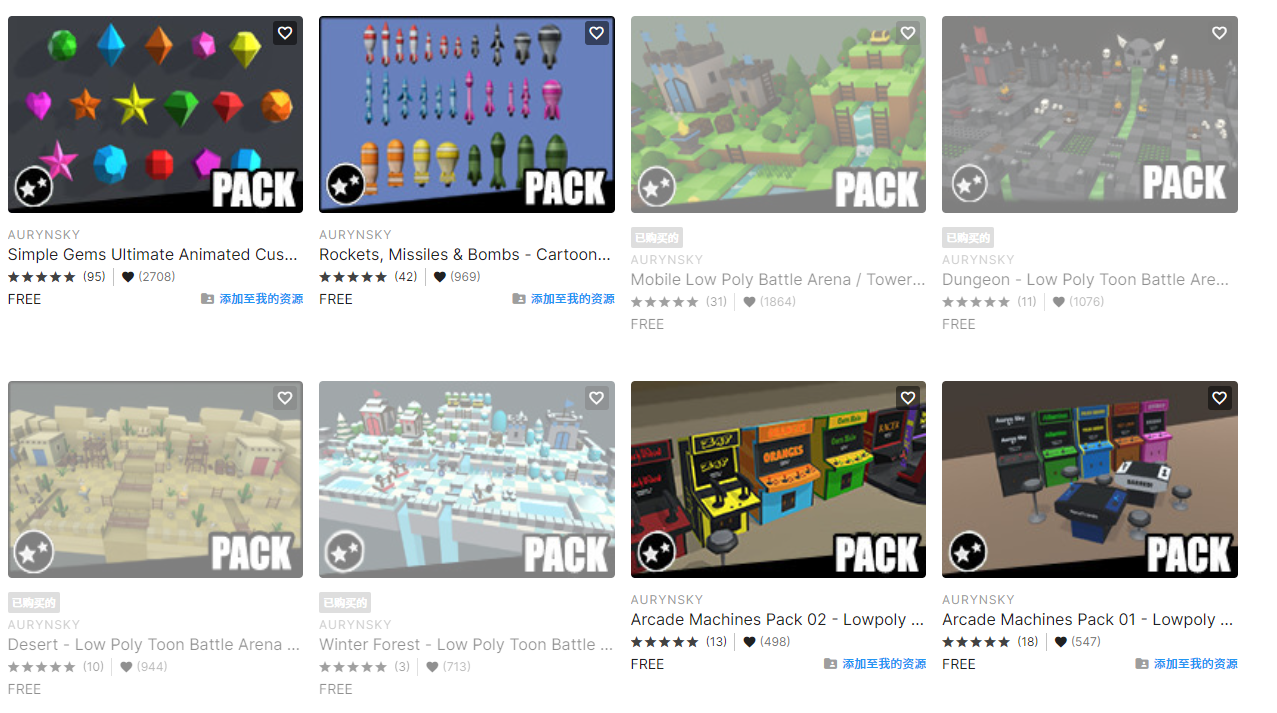 PACK
PACK
PACK
PACK
AURYNSKY
Simple Gems Ultimate Animated Cus...
(95) (2708)
FREE 添加至我的资源
AURYNSKY
Rockets, Missiles & Bombs - Cartoon...
(42) (969)
FREE 添加至我的资源
已购买的
AURYNSKY
Mobile Low Poly Battle Arena / Tower...
(31) (1864)
FREE
已购买的
AURYNSKY
Dungeon - Low Poly Toon Battle Are...
(11) (1076)
FREE
PACK
PACK
ORANGES
RACER
PACK
PACK
已购买的
AURYNSKY
Desert - Low Poly Toon Battle Arena ...
(10) (944)
FREE
已购买的
AURYNSKY
Winter Forest - Low Poly Toon Battle ...
(3) (713)
FREE
AURYNSKY
Arcade Machines Pack 02 - Lowpoly ...
(13) (498)
FREE 添加至我的资源
AURYNSKY
Arcade Machines Pack 01 - Lowpoly ...
(18) (547)
FREE 添加至我的资源